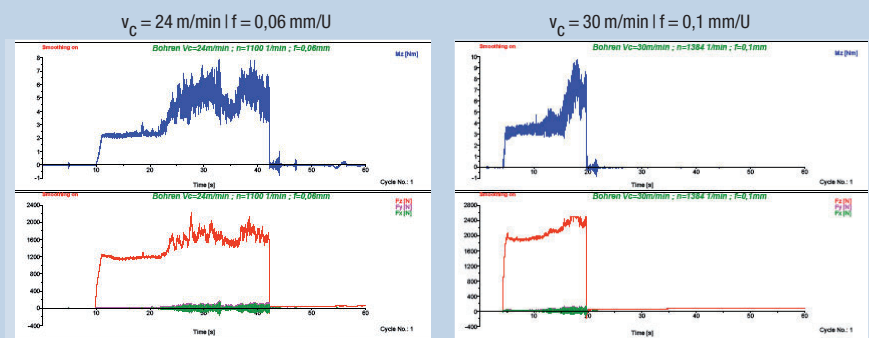 v_C = 24 m/min | f = 0,06 mm/U
v_C = 30 m/min | f = 0,1 mm/U
Smoothing on
Bohren Vc=24m/min ; n=1100 1/min ; f=0,06mm
Mz [Nm]
8
7
6
5
4
3
2
1
0
-1
10
20
30
40
50
60
Time [s]
Cycle No.: 1
Smoothing on
Bohren Vc=30m/min ; n=1364 1/min ; f=0,1mm
Mz [Nm]
10
9
8
7
6
5
4
3
2
1
0
-1
10
20
30
40
50
60
Time [s]
Cycle No.: 1
Smoothing on
Bohren Vc=24m/min ; n=1100 1/min ; f=0,06mm
Fz [N]
Fy [N]
Fx [N]
2400
2000
1600
1200
800
400
0
-400
10
20
30
40
50
60
Time [s]
Cycle No.: 1
Smoothing on
Bohren Vc=30m/min ; n=1364 1/min ; f=0,1mm
Fz [N]
Fy [N]
Fx [N]
2800
2400
2000
1600
1200
800
400
0
-400
10
20
30
40
50
60
Time [s]
Cycle No.: 1